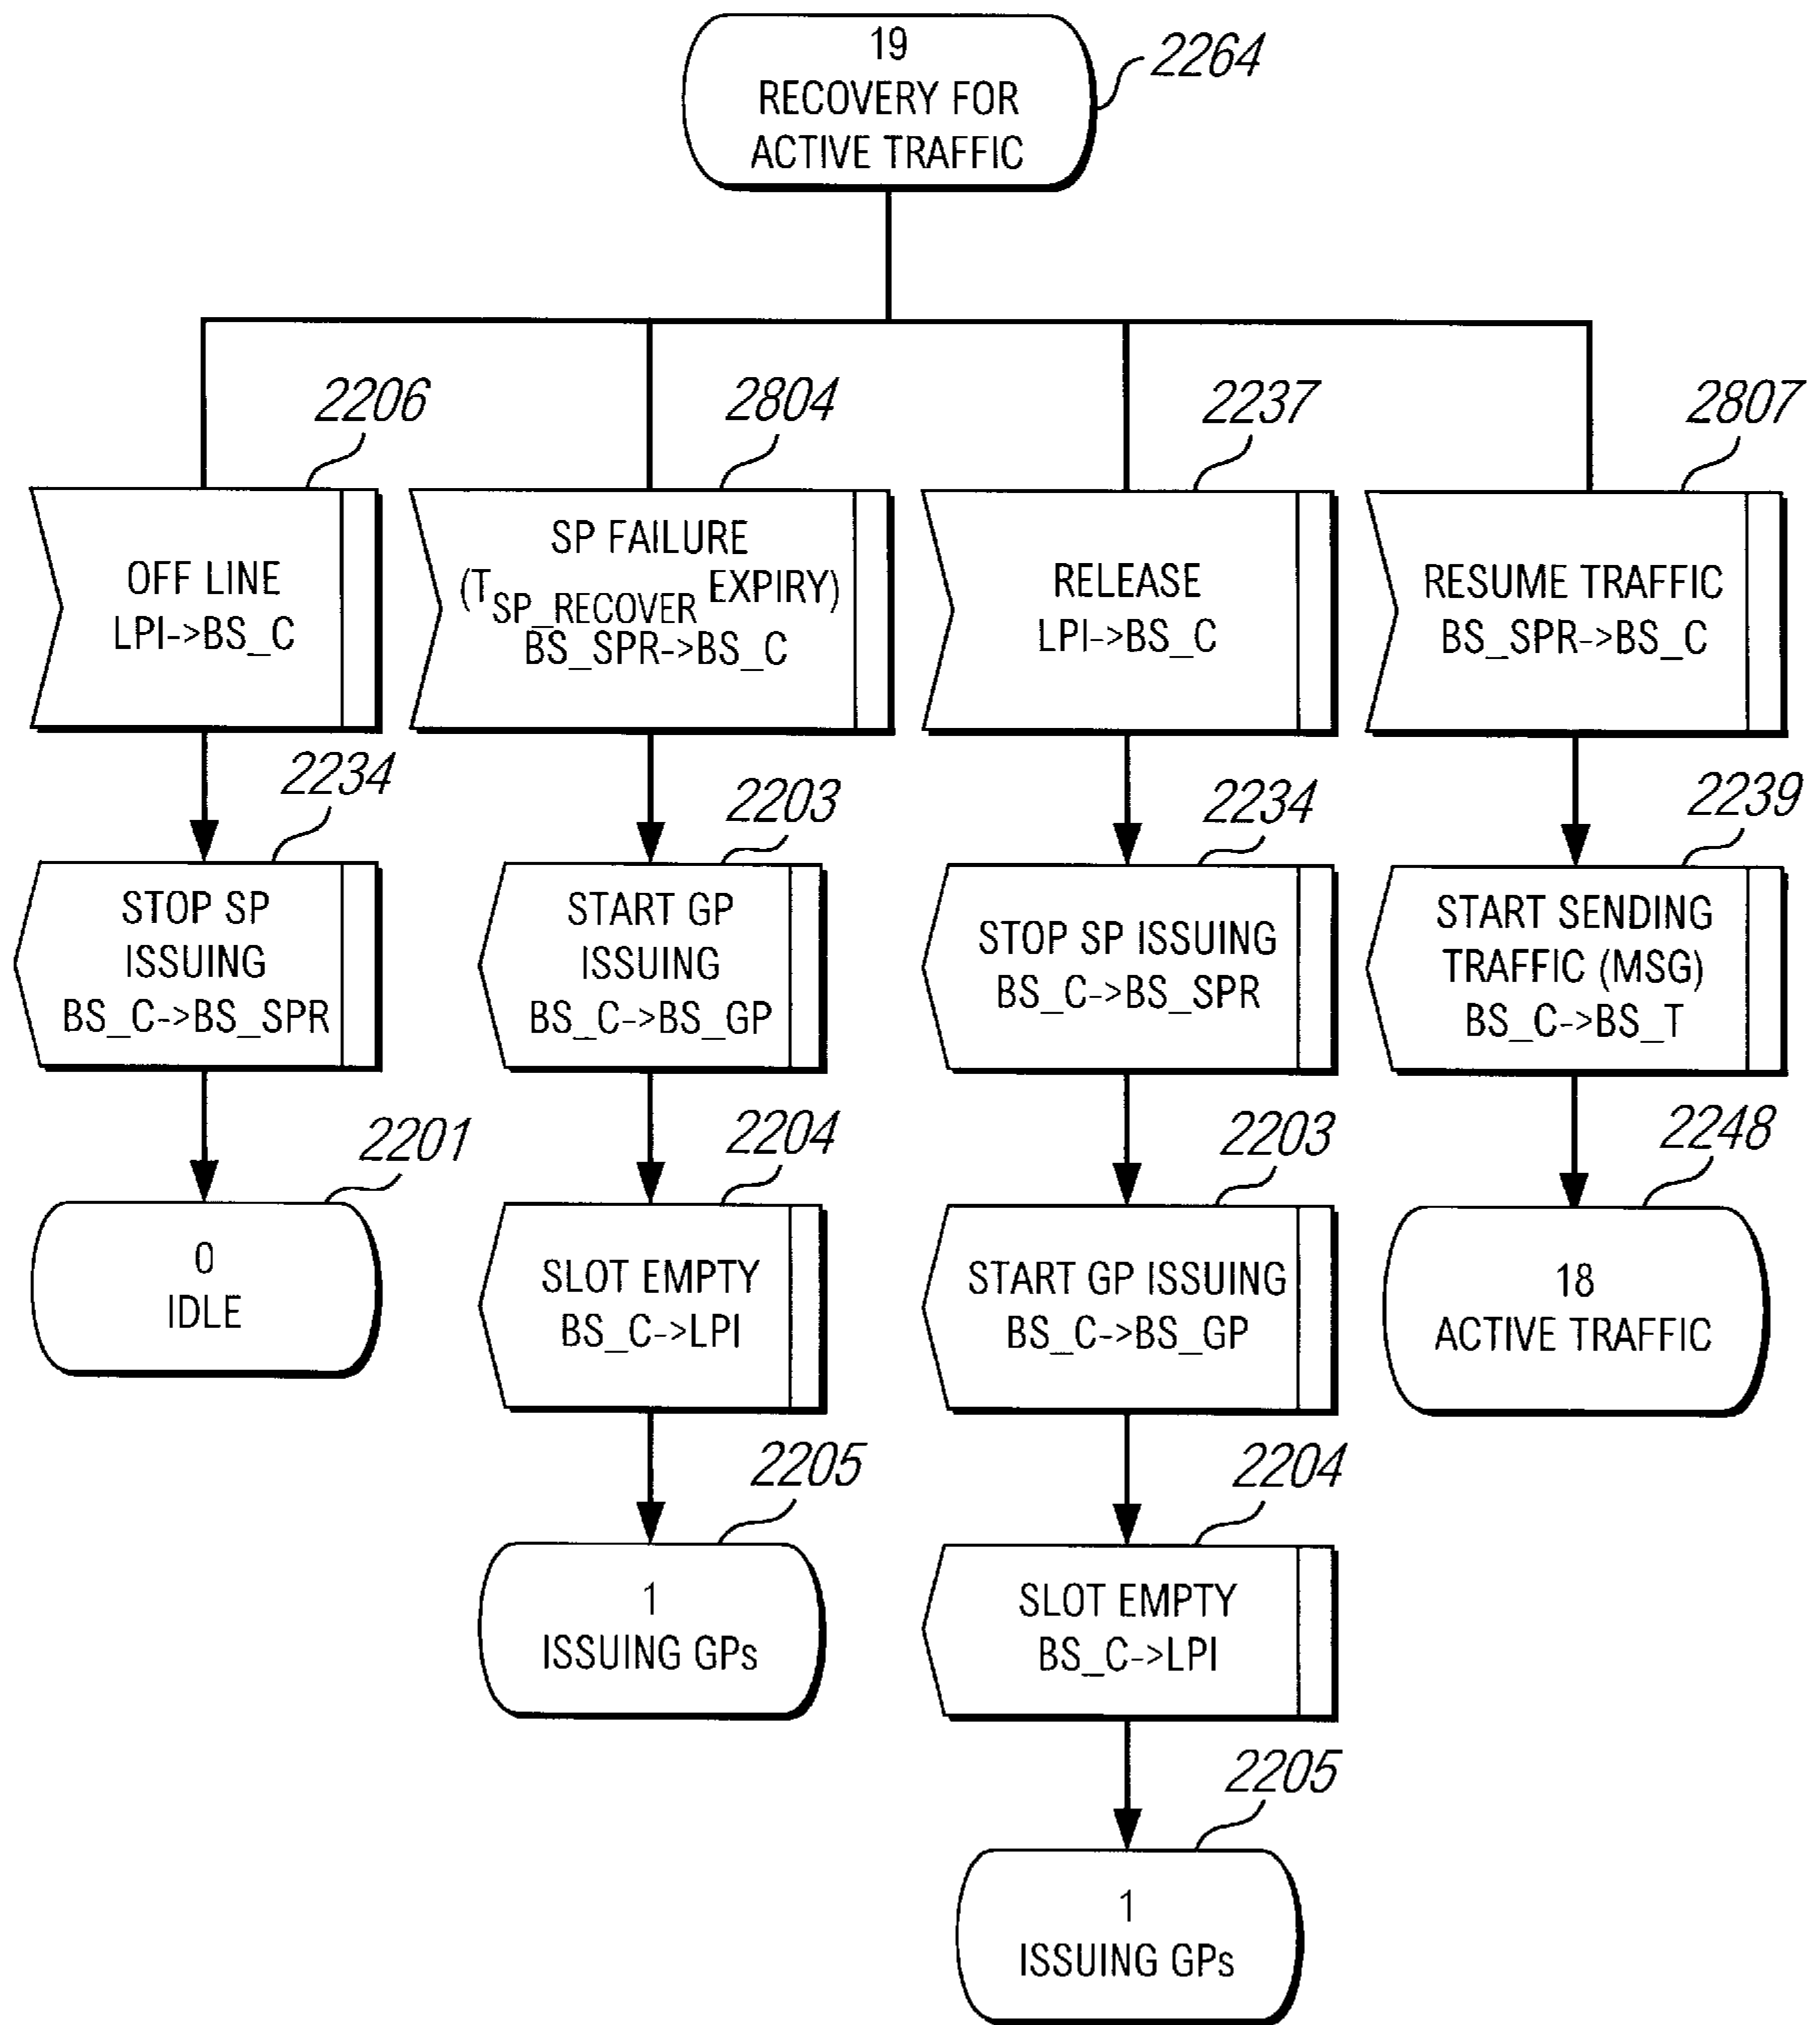 19
RECOVERY FOR
ACTIVE TRAFFIC
2264
2206
OFF LINE
LPI->BS_C
2234
STOP SP
ISSUING
BS_C->BS_SPR
2201
0
IDLE
2804
SP FAILURE
(TSP_RECOVER EXPIRY)
BS_SPR->BS_C
2203
START GP
ISSUING
BS_C->BS_GP
2204
SLOT EMPTY
BS_C->LPI
2205
1
ISSUING GPs
2237
RELEASE
LPI->BS_C
2234
STOP SP ISSUING
BS_C->BS_SPR
2203
START GP ISSUING
BS_C->BS_GP
2204
SLOT EMPTY
BS_C->LPI
2205
1
ISSUING GPs
2807
RESUME TRAFFIC
BS_SPR->BS_C
2239
START SENDING
TRAFFIC (MSG)
BS_C->BS_T
2248
18
ACTIVE TRAFFIC